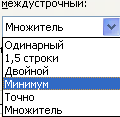 междустрочный:
Множитель
Одинарный
1,5 строки
Двойной
Минимум
Точно
Множитель